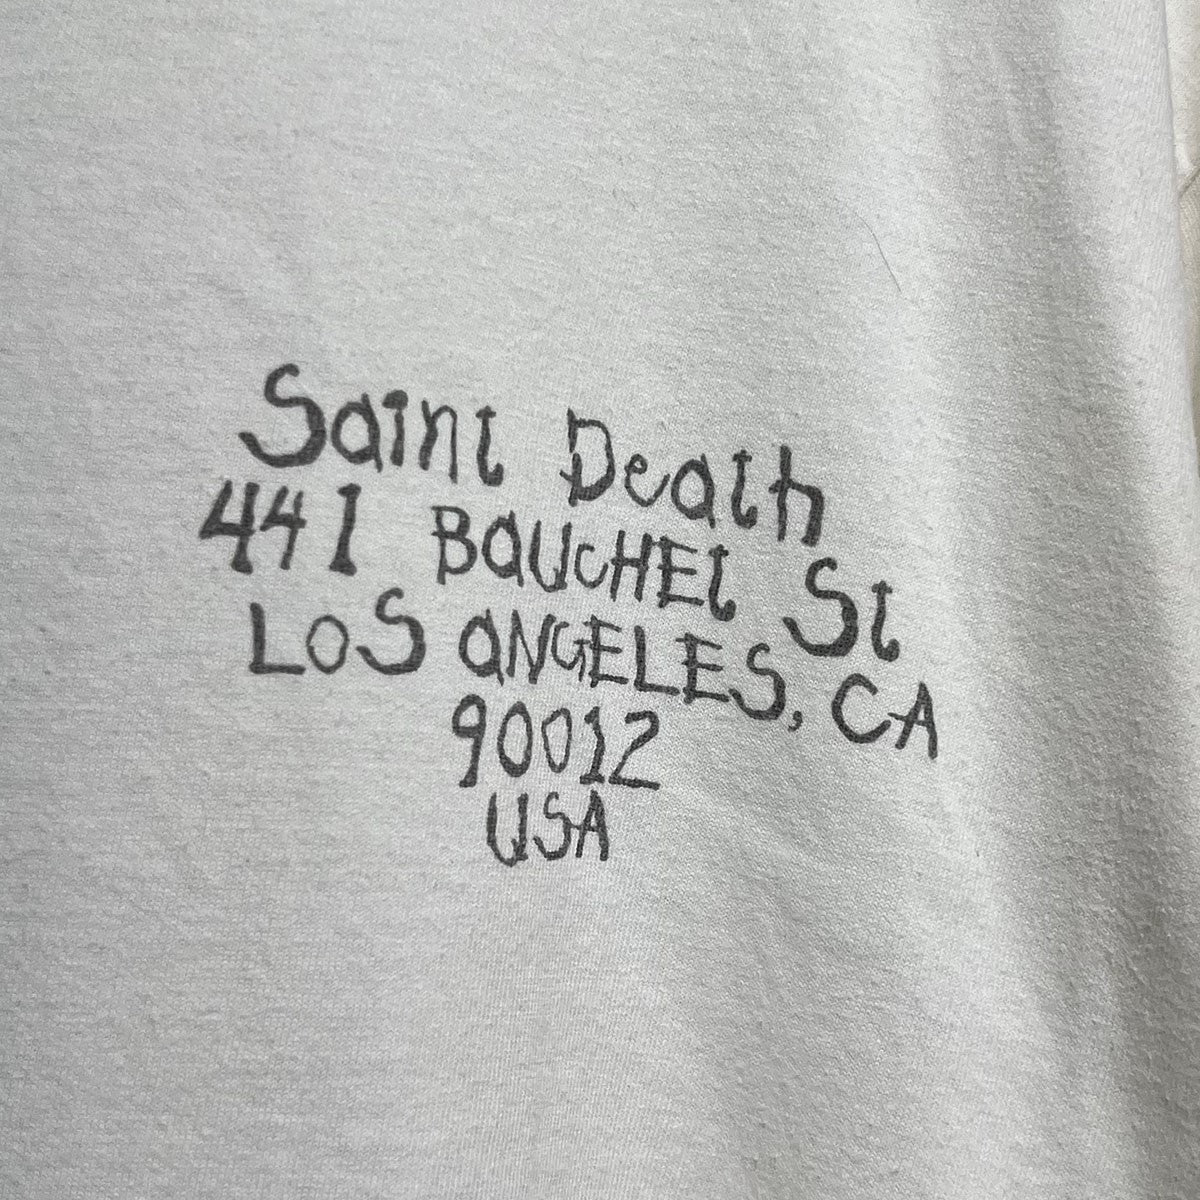 Saint Death
441 BAUCHET St
LOS ANGELES, CA
90012
USA